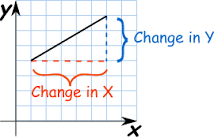 y
Change in Y
Change in X
x